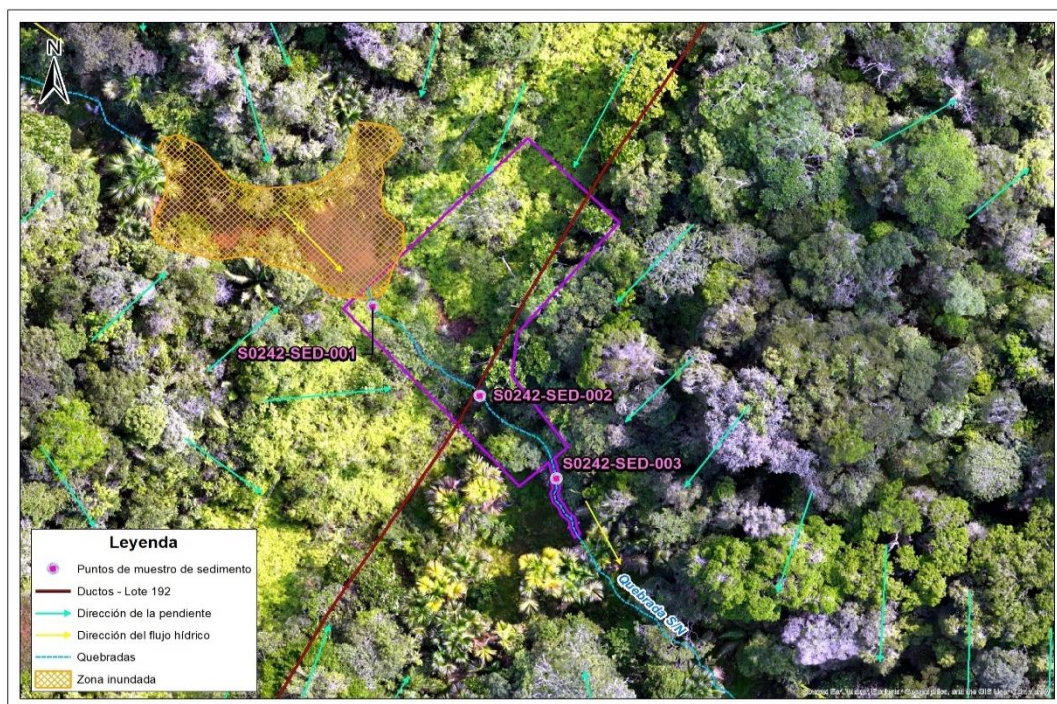 N
S0242-SED-001
S0242-SED-002
S0242-SED-003
Quebrada S/N
Leyenda
Puntos de muestro de sedimento
Ductos - Lote 192
Dirección de la pendiente
Dirección del flujo hídrico
Quebradas
Zona inundada